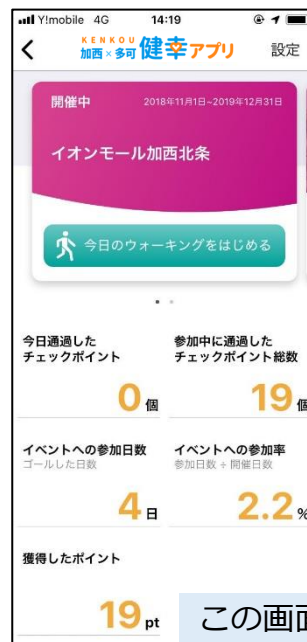 Y!mobile 4G 14:19
KENKOU
加西×多可 健幸アプリ 設定
開催中 2018年11月1日~2019年12月31日
イオンモール加西北条
今日のウォーキングをはじめる
今日通過した
チェックポイント
0 個
参加中に通過した
チェックポイント総数
19 個
イベントへの参加日数
ゴールした日数
4 日
イベントへの参加率
参加日数 ÷ 開催日数
2.2 %
獲得したポイント
19 pt
この画面